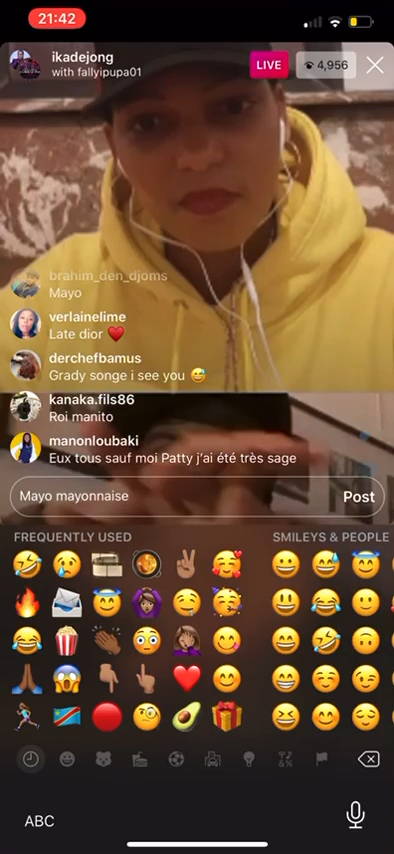 21:42
ikadejong
with fallyipupa01
LIVE
4,956
brahim_den_djoms
Mayo
verlainelime
Late dior ❤️
derchefbamus
Grady songe i see you 😅
kanaka.fils86
Roi manito
manonloubaki
Eux tous sauf moi Patty j'ai été très sage
Mayo mayonnaise
Post
FREQUENTLY USED
SMILEYS & PEOPLE
ABC